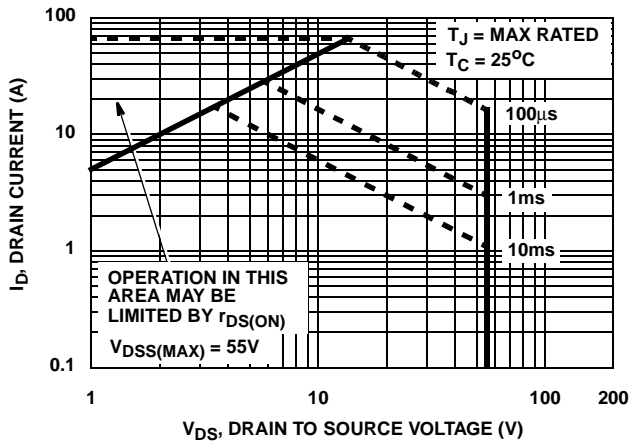 100
10
1
0.1
I_D, DRAIN CURRENT (A)
T_J = MAX RATED
T_C = 25°C
100μs
1ms
10ms
OPERATION IN THIS
AREA MAY BE
LIMITED BY r_DS(ON)
V_DSS(MAX) = 55V
1
10
100
200
V_DS, DRAIN TO SOURCE VOLTAGE (V)